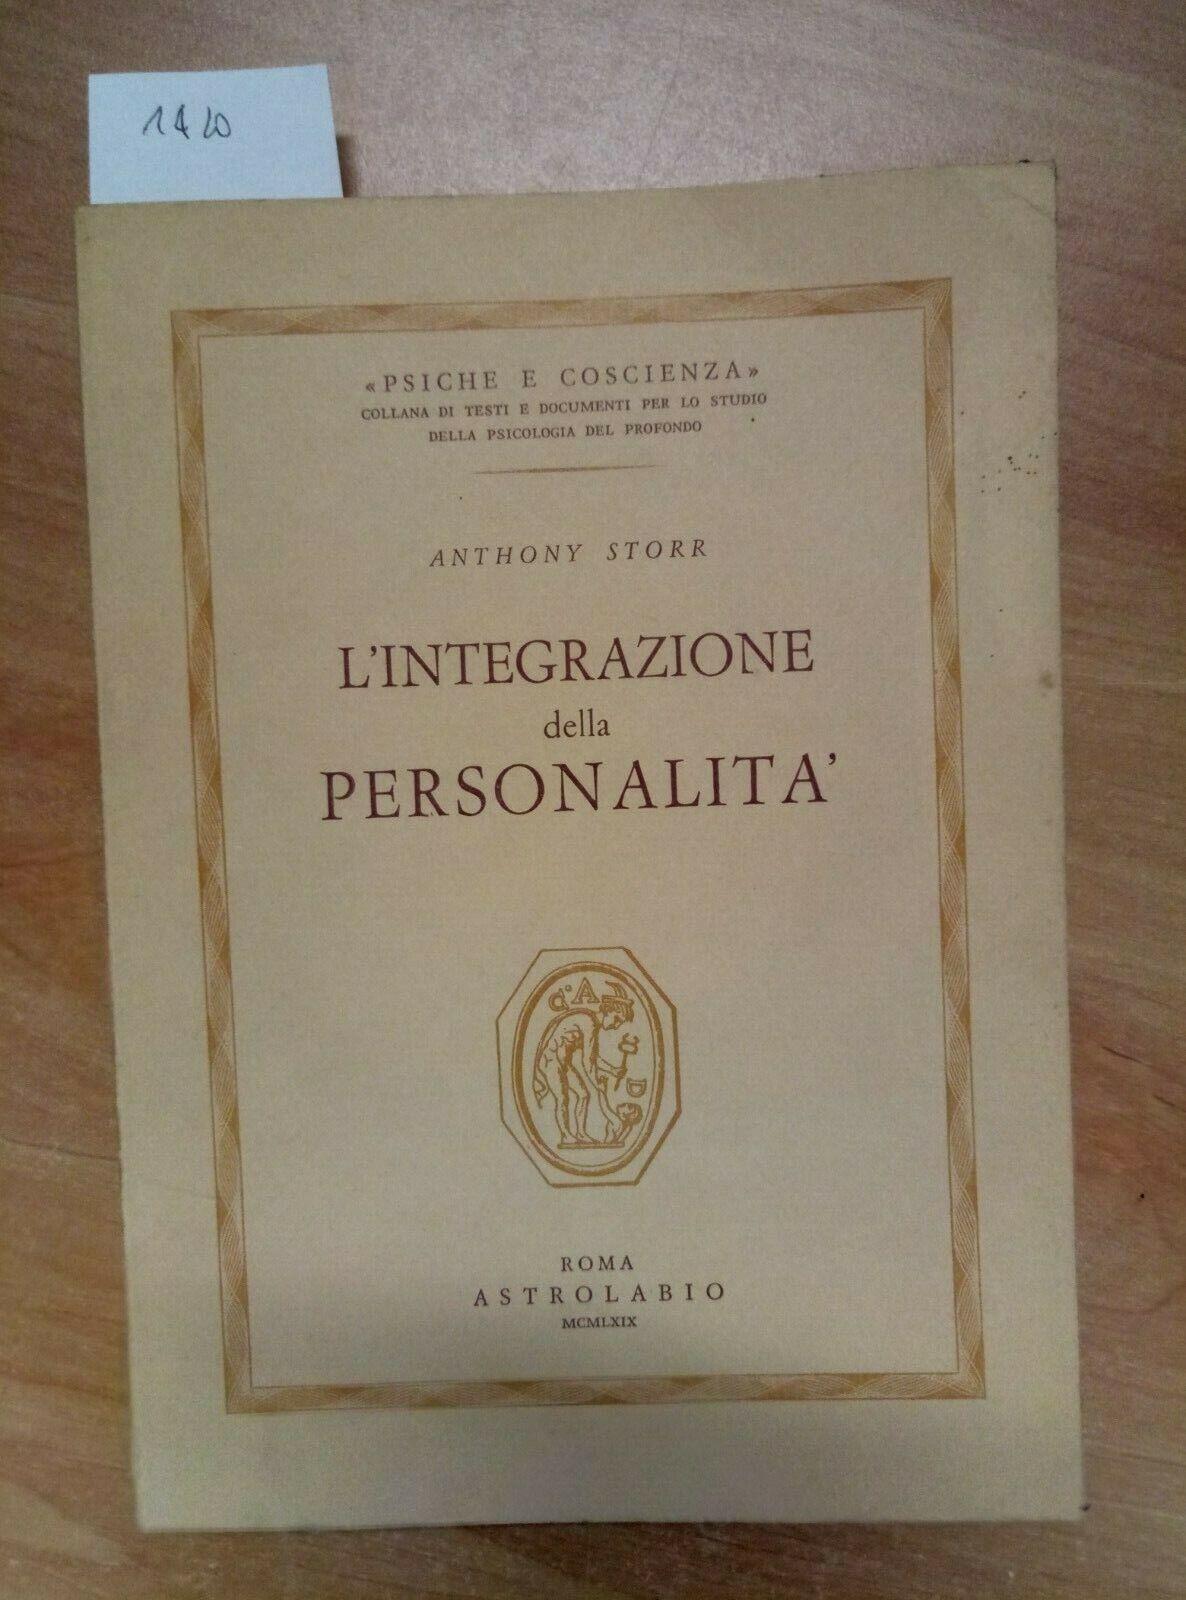 1420
«PSICHE E COSCIENZA»
COLLANA DI TESTI E DOCUMENTI PER LO STUDIO
DELLA PSICOLOGIA DEL PROFONDO
ANTHONY STORR
L'INTEGRAZIONE
della
PERSONALITA'
ROMA
ASTROLABIO
MCMLXIX